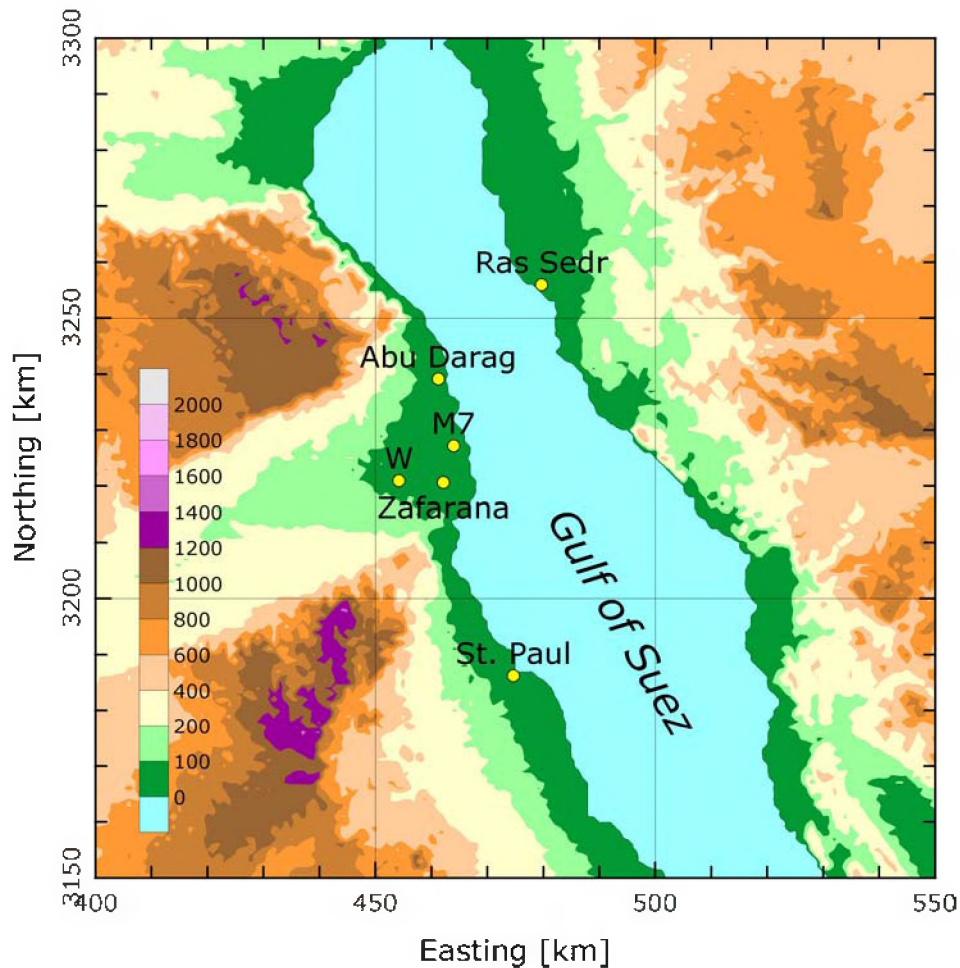 3300
Ras Sedr
3250
Abu Darag
M7
W
Zafarana
2000
1800
1600
1400
1200
1000
800
600
400
200
100
0
Gulf of Suez
3200
St. Paul
3150
400
450
500
550
Northing [km]
Easting [km]